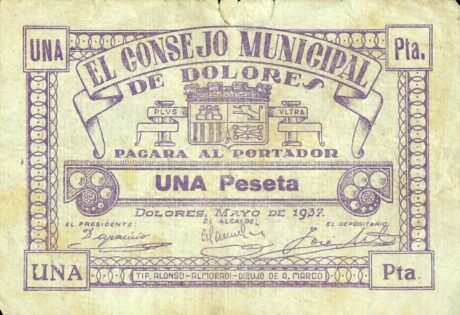 UNA Pta.
EL CONSEJO MUNICIPAL
DE DOLORES
PLVS VLTRA
PAGARA AL PORTADOR
UNA Peseta
DOLORES, MAYO DE 1937.
EL PRESIDENTE: EL ALCALDE, EL DEPOSITARIO,
UNA Pta.
TIP. ALONSO-ALMORADI-DIBUJO DE A. MARCO